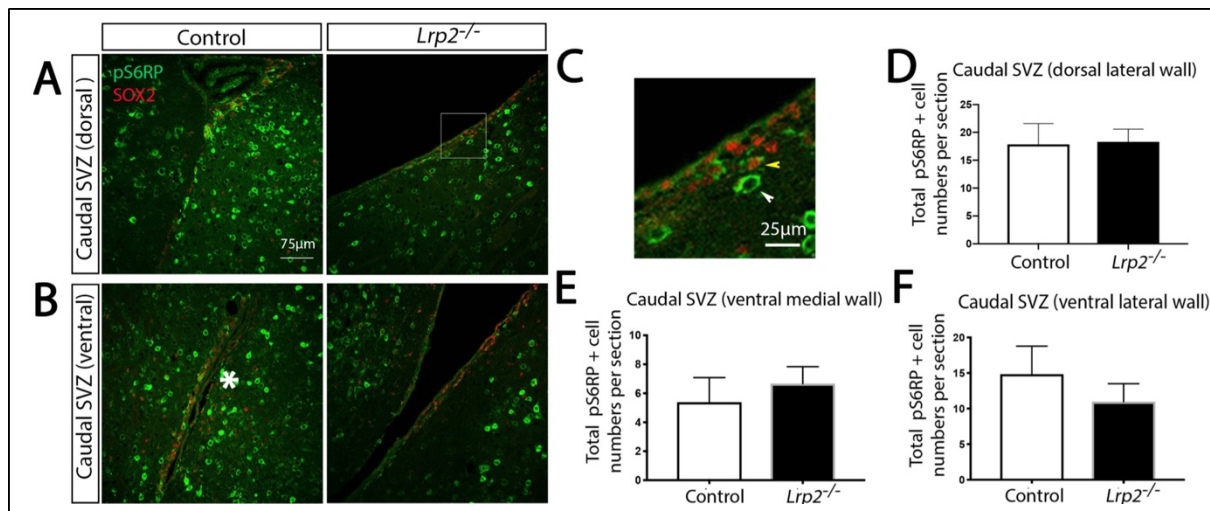 Control
Lrp2-/-
A
pS6RP
SOX2
Caudal SVZ (dorsal )
75μm
B
Caudal SVZ (ventral)
*
C
25μm
D
Caudal SVZ (dorsal lateral wall)
Total pS6RP + cell
numbers per section
25
20
15
10
5
0
Control
Lrp2-/-
E
Caudal SVZ (ventral medial wall)
Total pS6RP + cell
numbers per section
10
8
6
4
2
0
Control
Lrp2-/-
F
Caudal SVZ (ventral lateral wall)
Total pS6RP + cell
numbers per section
20
15
10
5
0
Control
Lrp2-/-